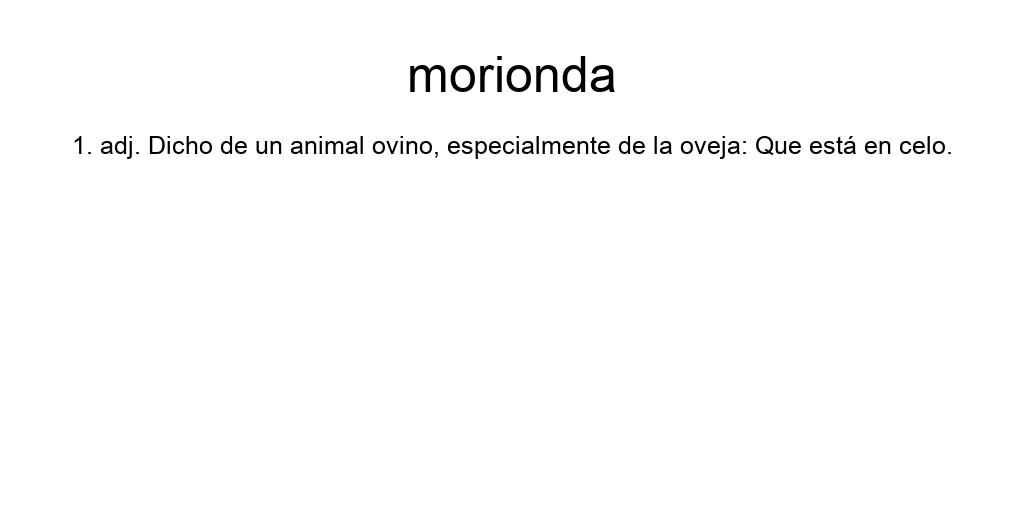 morionda
1. adj. Dicho de un animal ovino, especialmente de la oveja: Que está en celo.